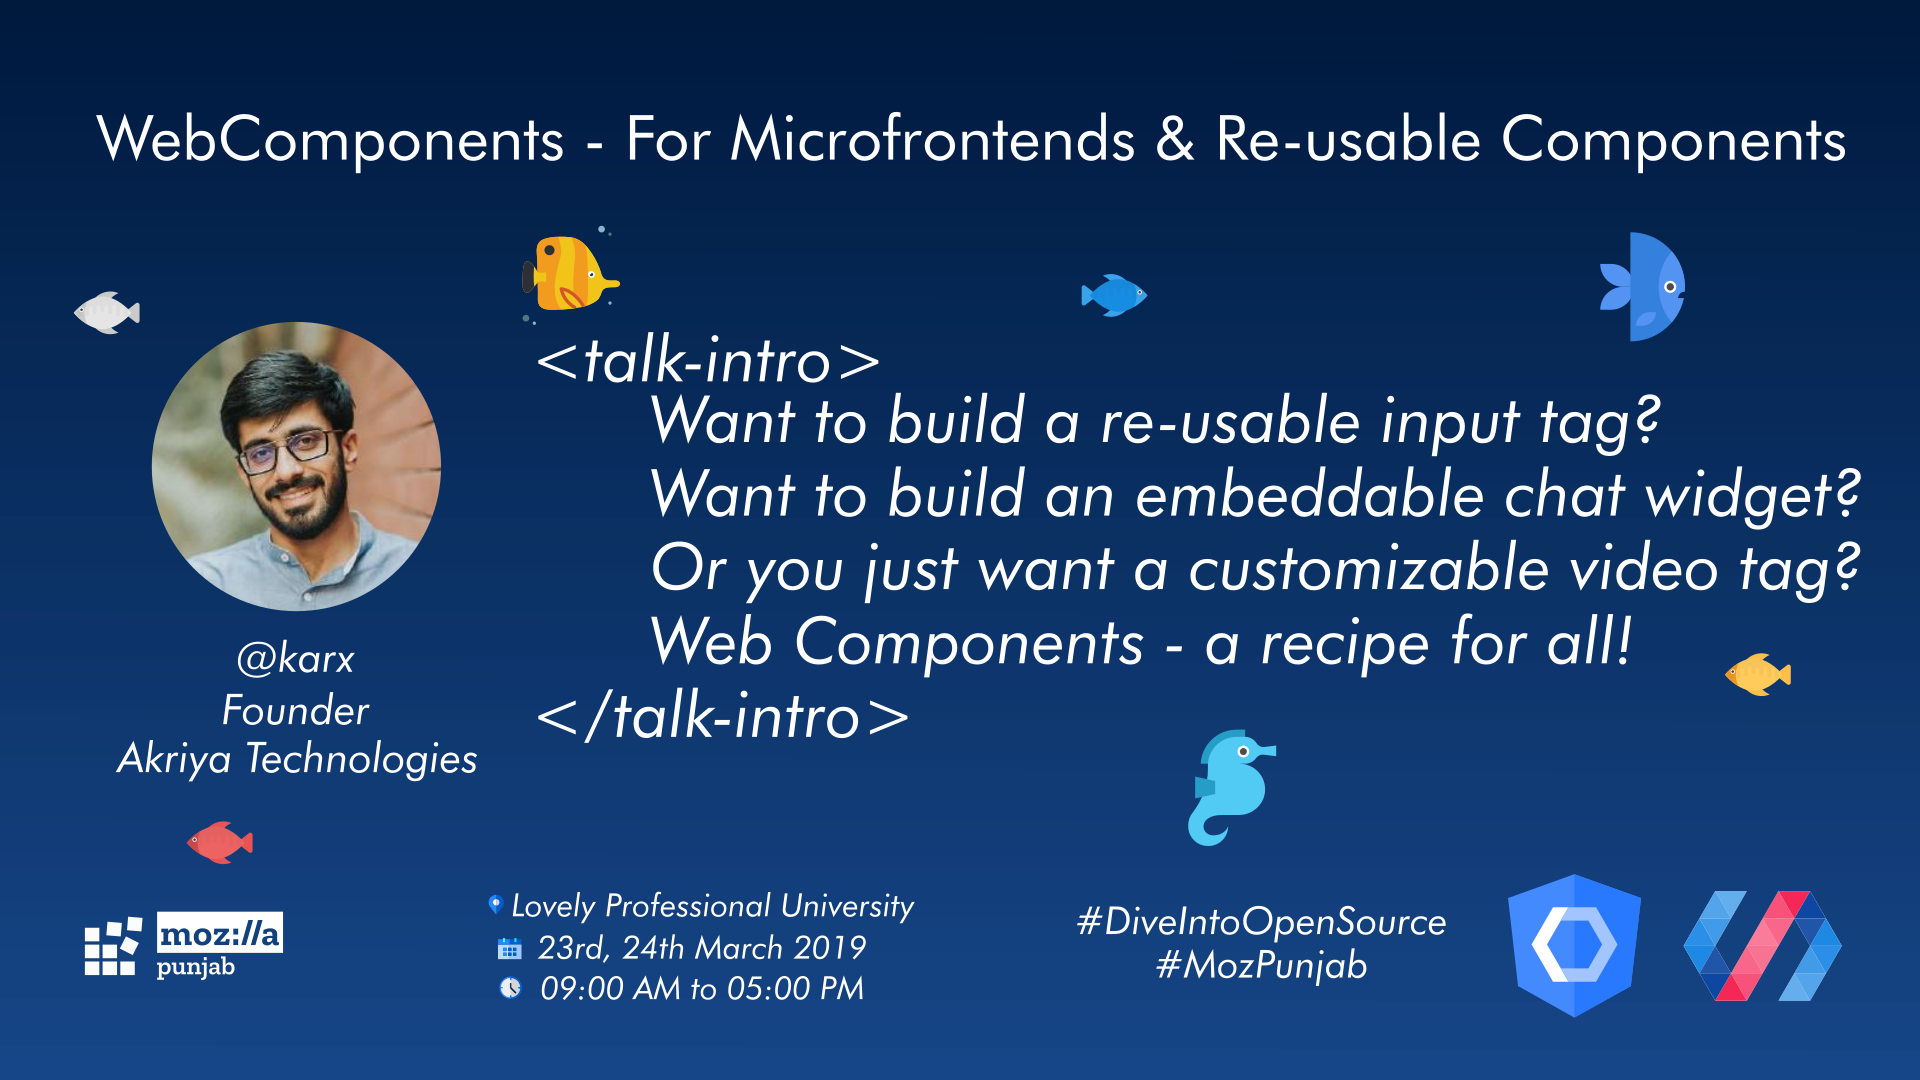 WebComponents - For Microfrontends & Re-usable Components
<talk-intro>
Want to build a re-usable input tag?
Want to build an embeddable chat widget?
Or you just want a customizable video tag?
Web Components - a recipe for all!
</talk-intro>
@karx
Founder
Akriya Technologies
moz://a
punjab
Lovely Professional University
23rd, 24th March 2019
09:00 AM to 05:00 PM
#DiveIntoOpenSource
#MozPunjab